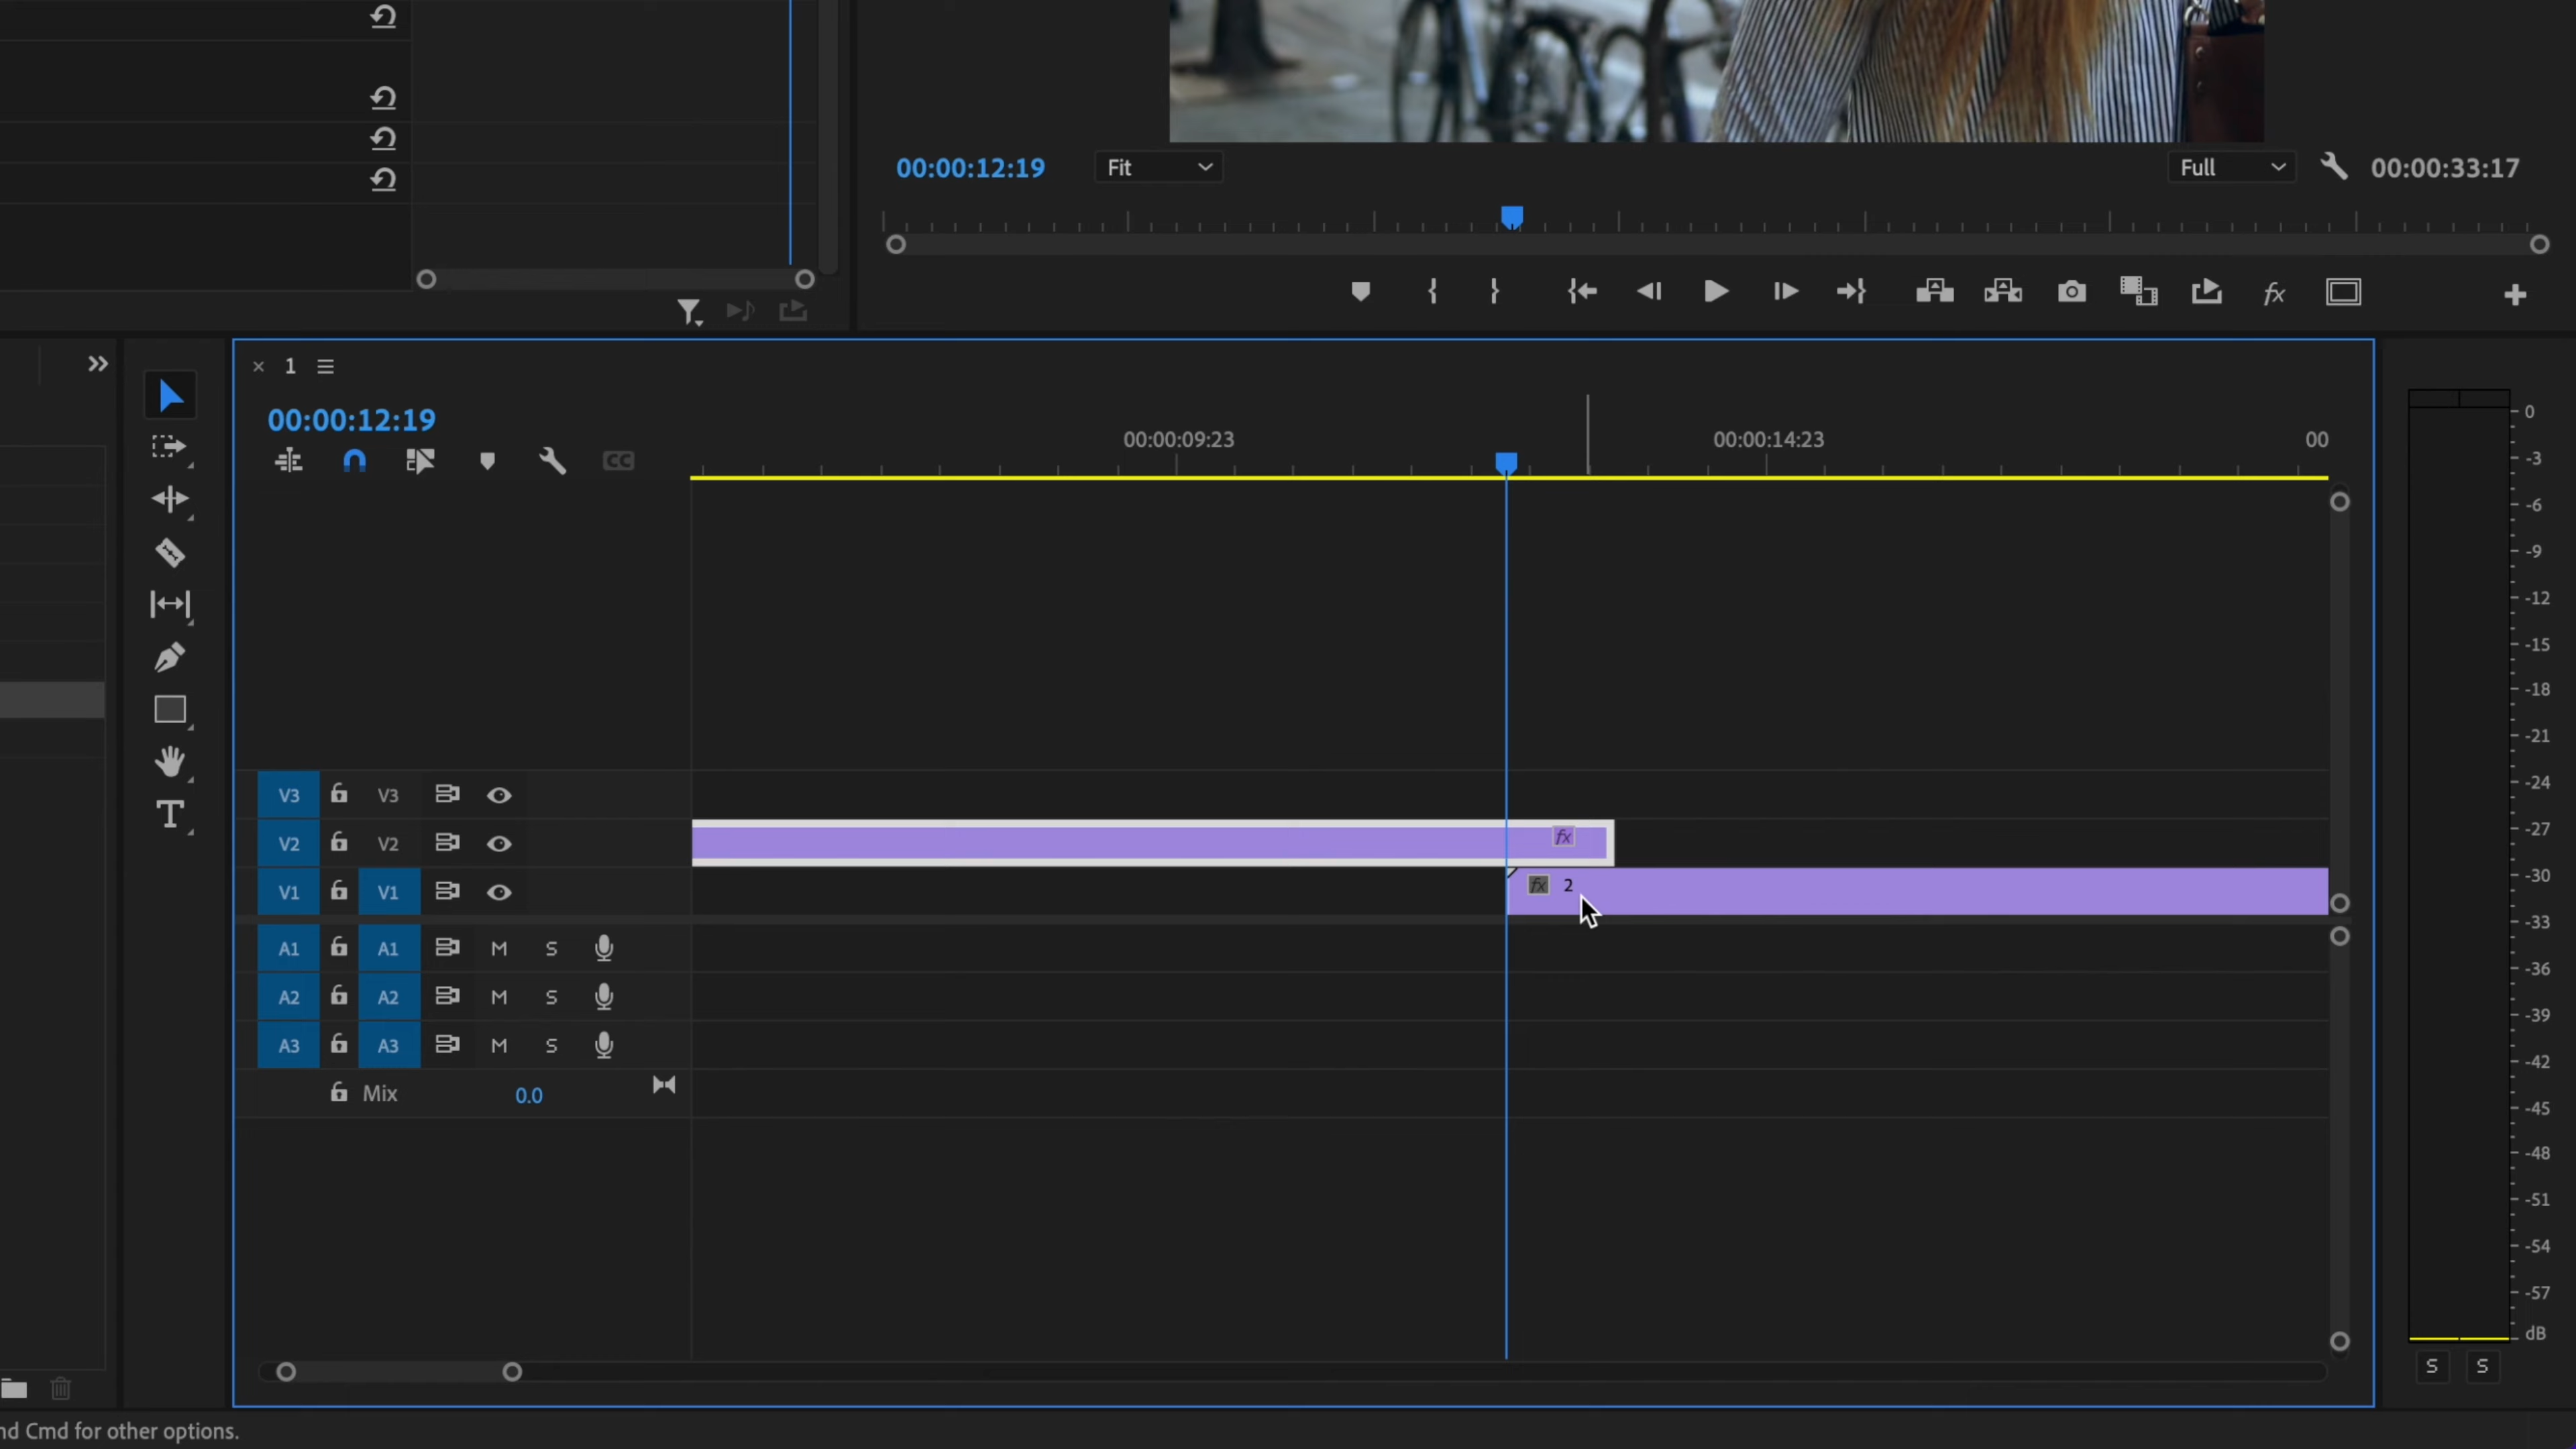 00:00:12:19 Fit Full 00:00:33:17
fx
1
00:00:12:19
00:00:09:23 00:00:14:23 00
CC
0
-3
-6
-9
-12
-15
-18
-21
-24
-27
-30
-33
-36
-39
-42
-45
-48
-51
-54
-57
dB
S S
T
V3 V3
V2 V2 fx
V1 V1 fx 2
A1 A1 M S
A2 A2 M S
A3 A3 M S
Mix 0.0
nd Cmd for other options.